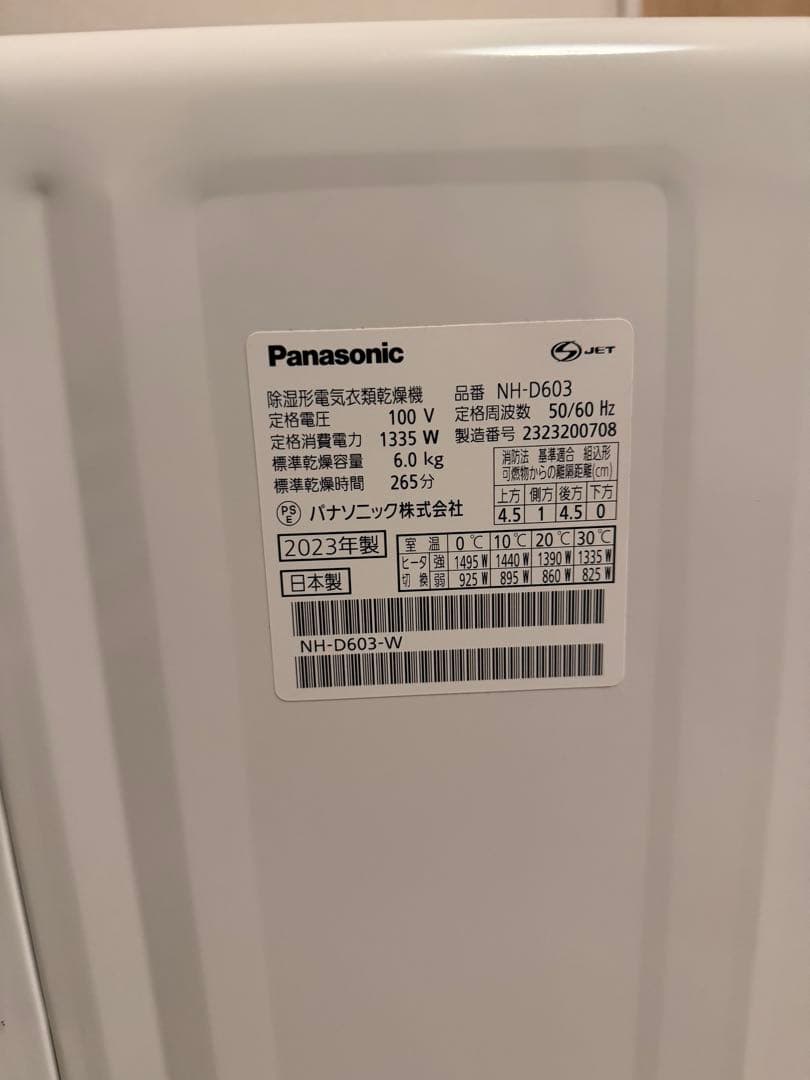 Panasonic
JET
除湿形電気衣類乾燥機 品番 NH-D603
定格電圧 100 V 定格周波数 50/60 Hz
定格消費電力 1335 W 製造番号 2323200708
標準乾燥容量 6.0 kg
標準乾燥時間 265分
消防法 基準適合 組込形
可燃物からの離隔距離(cm)
上方 側方 後方 下方
4.5 1 4.5 0
PS
E
パナソニック株式会社
2023年製
日本製
室温 0℃ 10℃ 20℃ 30℃
ヒータ 強 1495 W 1440 W 1390 W 1335 W
切換 弱 925 W 895 W 860 W 825 W
NH-D603-W